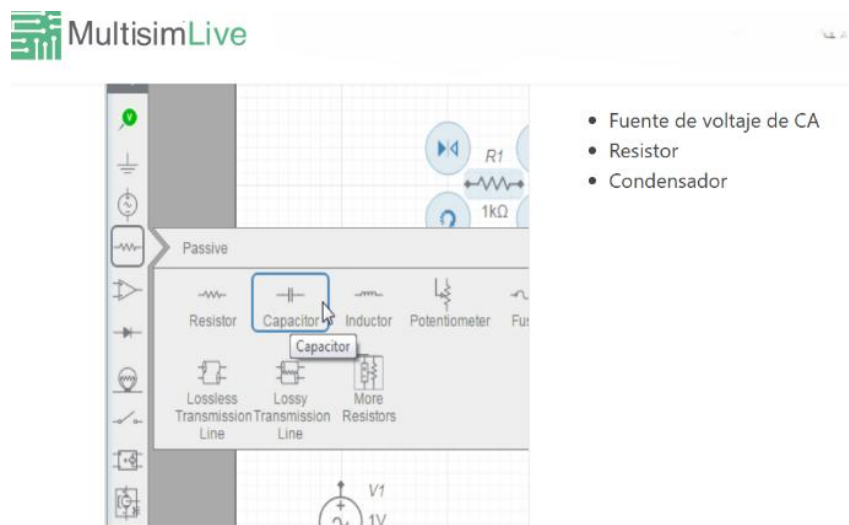 MultisimLive
Fuente de voltaje de CA
Resistor
Condensador
V
R1
1kΩ
Passive
Resistor
Capacitor
Inductor
Potentiometer
Capacitor
Lossless Transmission Line
Lossy Transmission Line
More Resistors
V1
1V